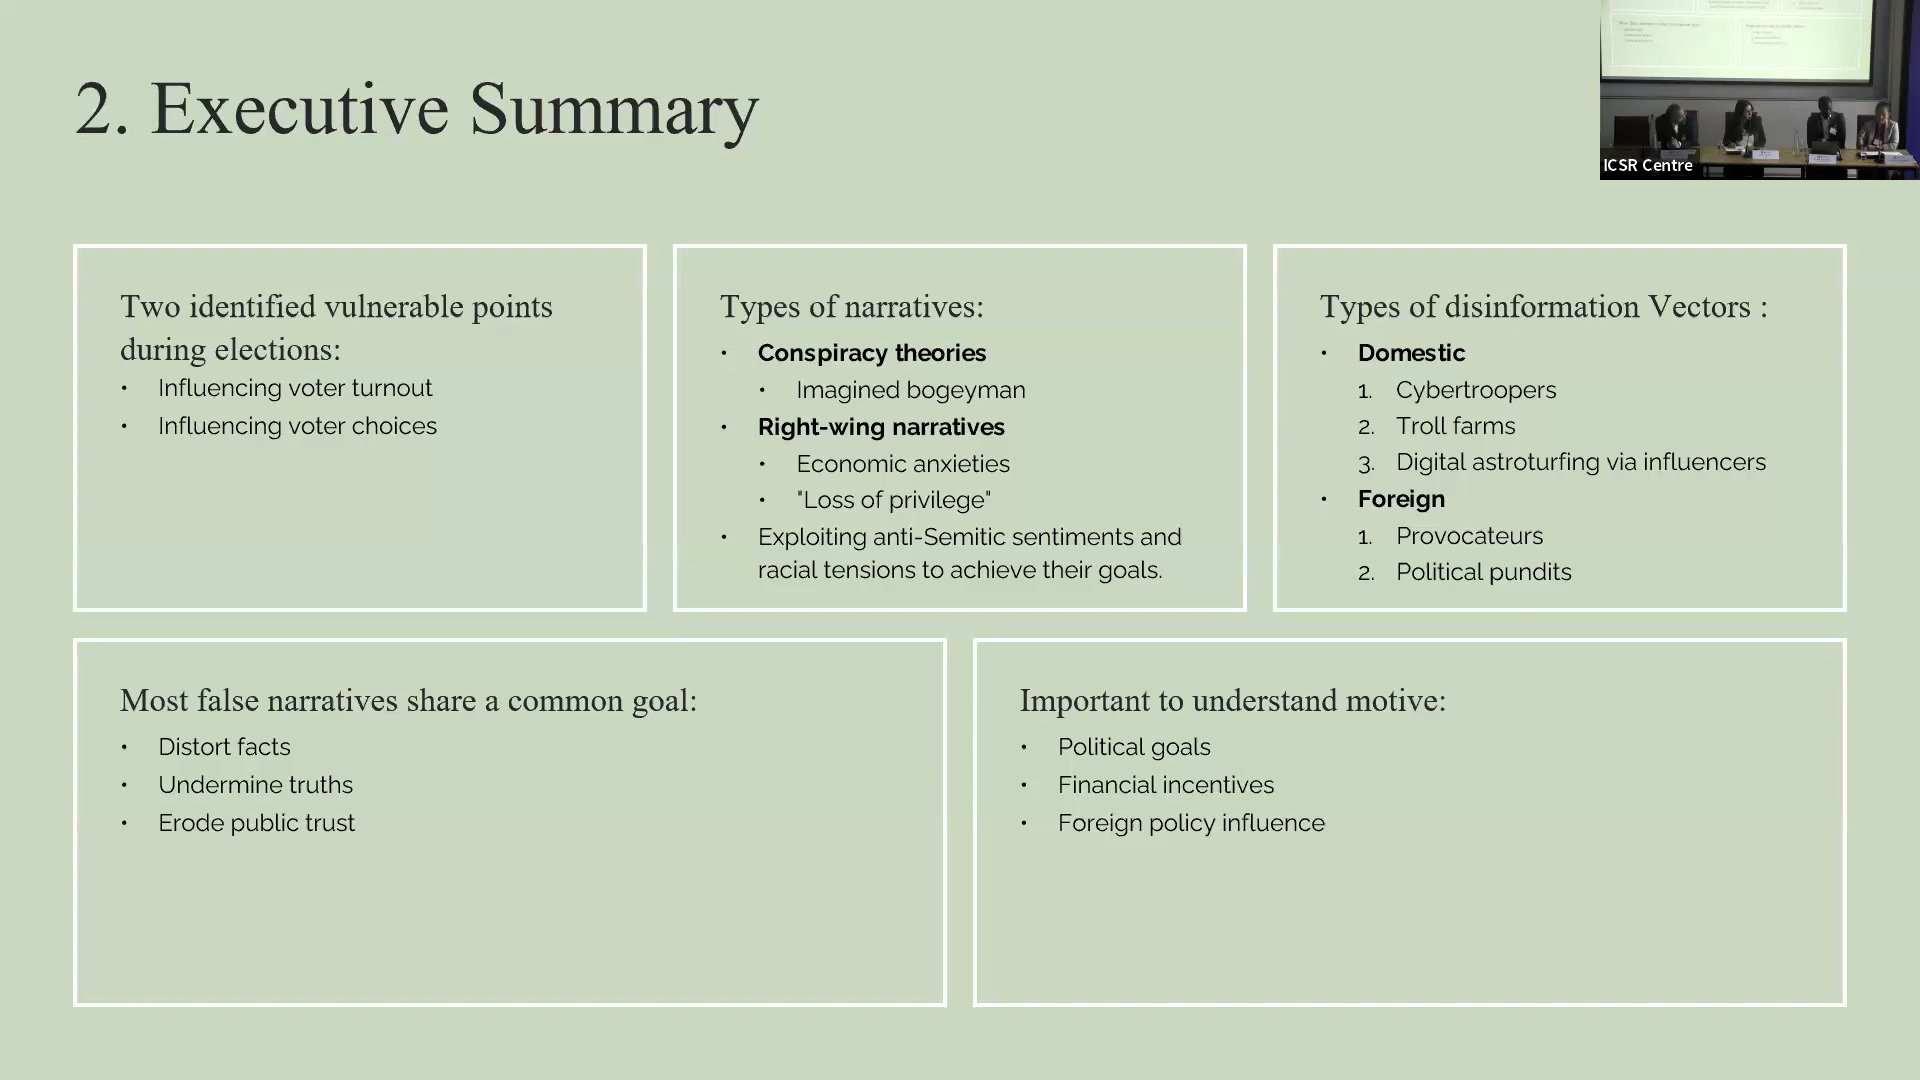 2. Executive Summary
ICSR Centre
Two identified vulnerable points
during elections:
• Influencing voter turnout
• Influencing voter choices
Types of narratives:
• Conspiracy theories
• Imagined bogeyman
• Right-wing narratives
• Economic anxieties
• "Loss of privilege"
• Exploiting anti-Semitic sentiments and
racial tensions to achieve their goals.
Types of disinformation Vectors :
• Domestic
1. Cybertroopers
2. Troll farms
3. Digital astroturfing via influencers
• Foreign
1. Provocateurs
2. Political pundits
Most false narratives share a common goal:
• Distort facts
• Undermine truths
• Erode public trust
Important to understand motive:
• Political goals
• Financial incentives
• Foreign policy influence